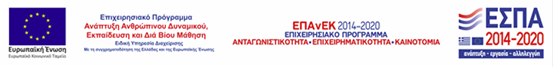 Ευρωπαϊκή Ένωση
Ευρωπαϊκό Κοινωνικό Ταμείο
Επιχειρησιακό Πρόγραμμα
Ανάπτυξη Ανθρώπινου Δυναμικού,
Εκπαίδευση και Διά Βίου Μάθηση
Ειδική Υπηρεσία Διαχείρισης
Με τη συγχρηματοδότηση της Ελλάδας και της Ευρωπαϊκής Ένωσης
ΕΠΑνΕΚ 2014-2020
ΕΠΙΧΕΙΡΗΣΙΑΚΟ ΠΡΟΓΡΑΜΜΑ
ΑΝΤΑΓΩΝΙΣΤΙΚΟΤΗΤΑ•ΕΠΙΧΕΙΡΗΜΑΤΙΚΟΤΗΤΑ•ΚΑΙΝΟΤΟΜΙΑ
ΕΣΠΑ
2014-2020
ανάπτυξη - εργασία - αλληλεγγύη